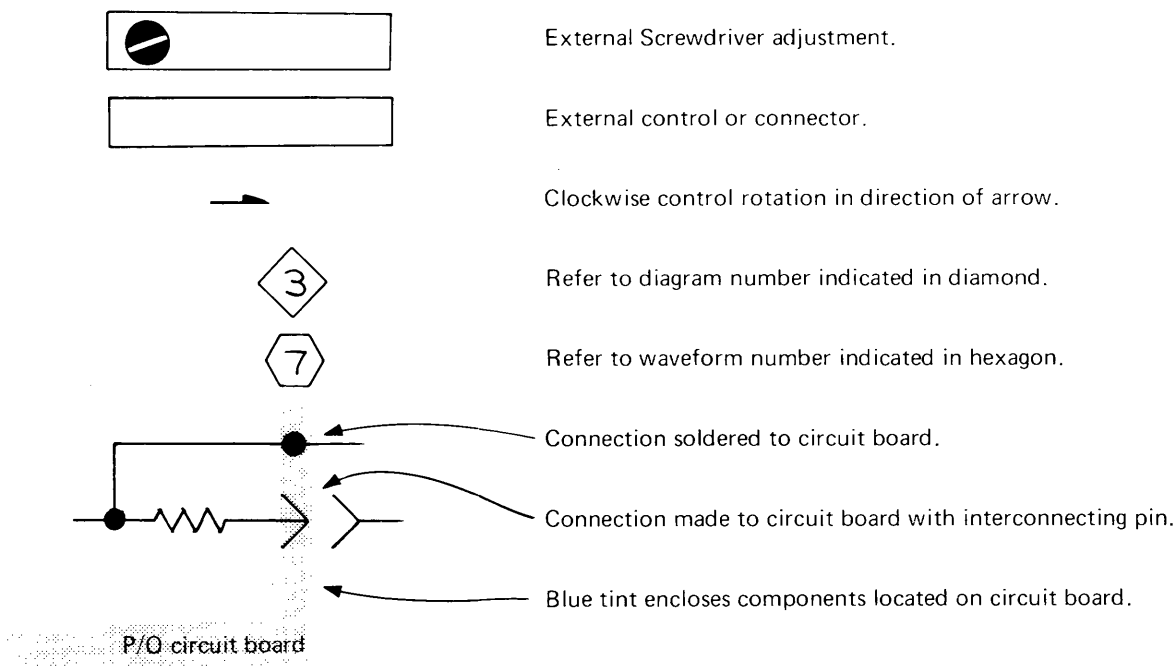 External Screwdriver adjustment.
External control or connector.
Clockwise control rotation in direction of arrow.
3
Refer to diagram number indicated in diamond.
7
Refer to waveform number indicated in hexagon.
Connection soldered to circuit board.
Connection made to circuit board with interconnecting pin.
Blue tint encloses components located on circuit board.
P/O circuit board